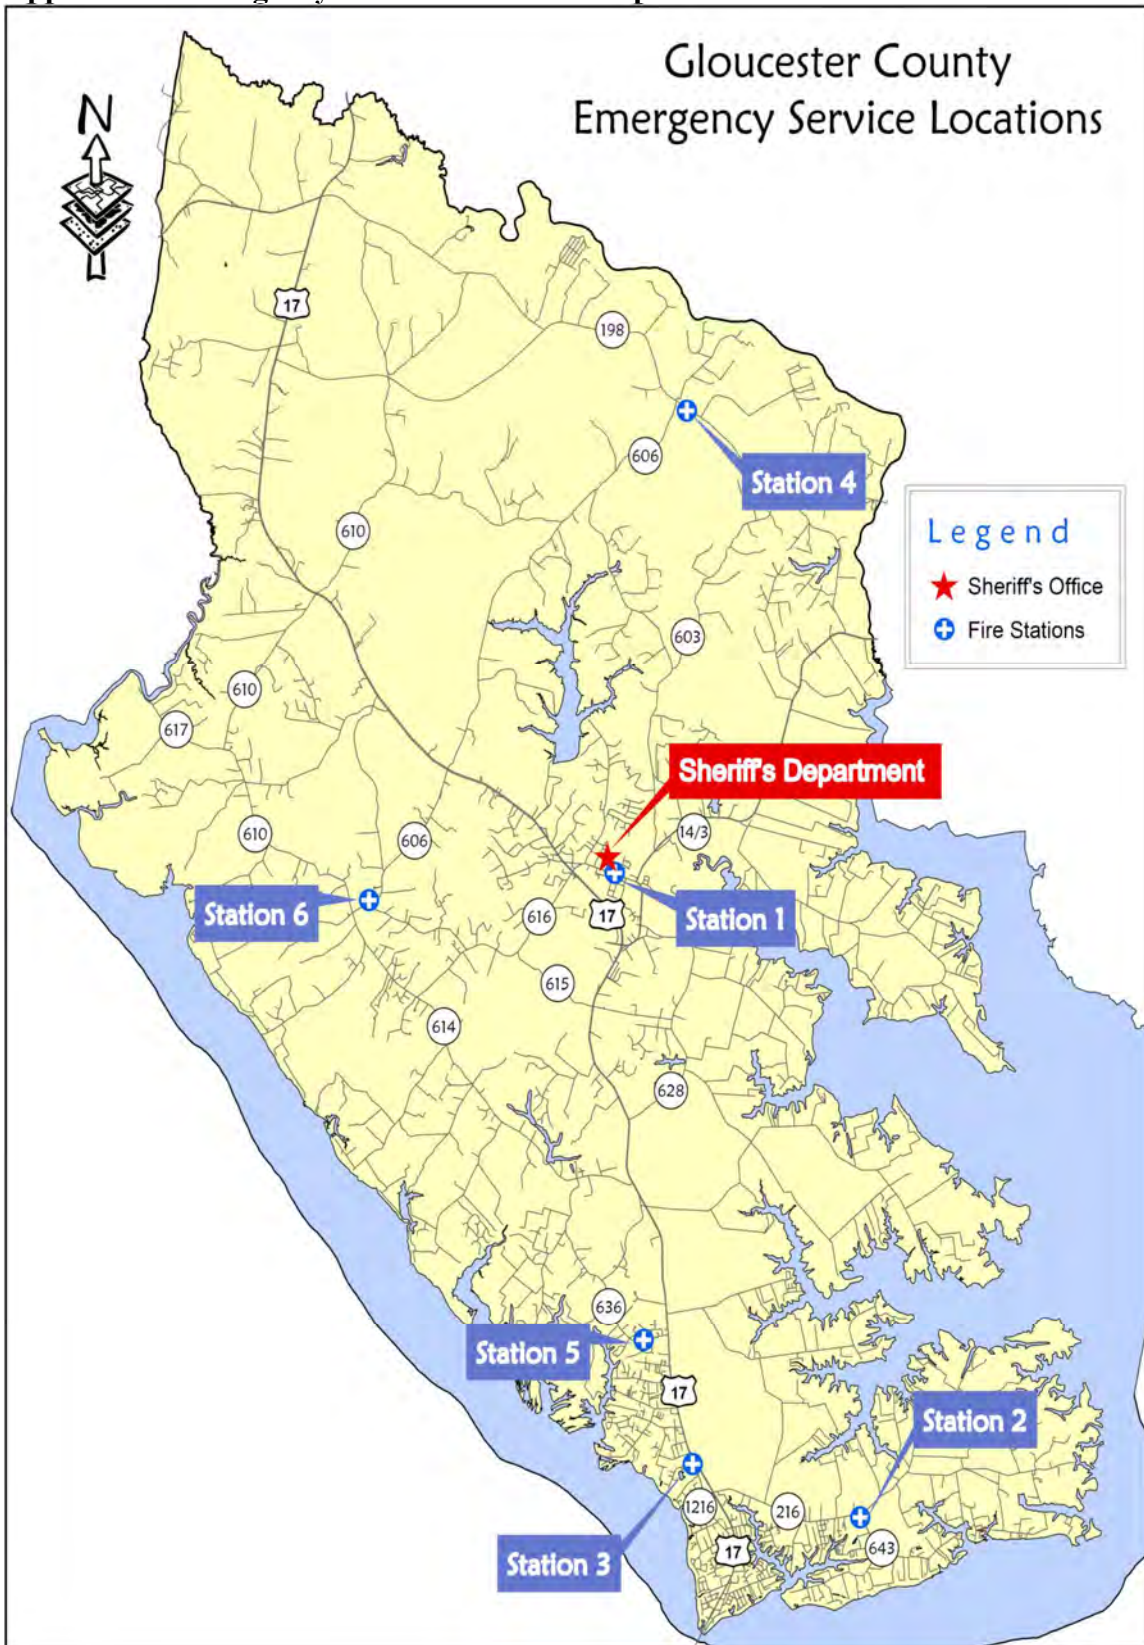 Gloucester County
Emergency Service Locations
N
17
198
606
Station 4
610
Legend
Sheriff's Office
Fire Stations
603
610
617
Sheriff's Department
610
606
14/3
Station 6
616
17
Station 1
615
614
628
636
Station 5
17
Station 2
1216
216
Station 3
17
643